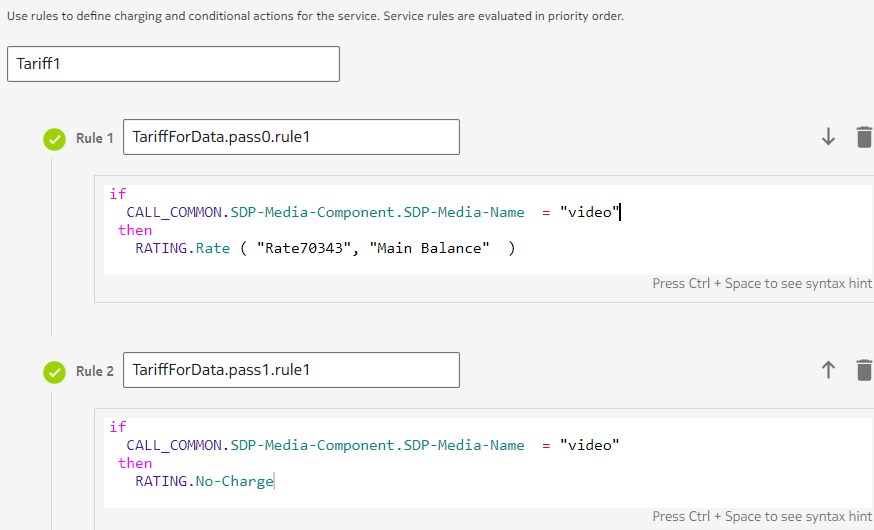 Use rules to define charging and conditional actions for the service. Service rules are evaluated in priority order.
Tariff1
Rule 1 TariffForData.pass0.rule1
if
CALL_COMMON.SDP-Media-Component.SDP-Media-Name = "video"
then
RATING.Rate ( "Rate70343", "Main Balance" )
Press Ctrl + Space to see syntax hint
Rule 2 TariffForData.pass1.rule1
if
CALL_COMMON.SDP-Media-Component.SDP-Media-Name = "video"
then
RATING.No-Charge
Press Ctrl + Space to see syntax hint